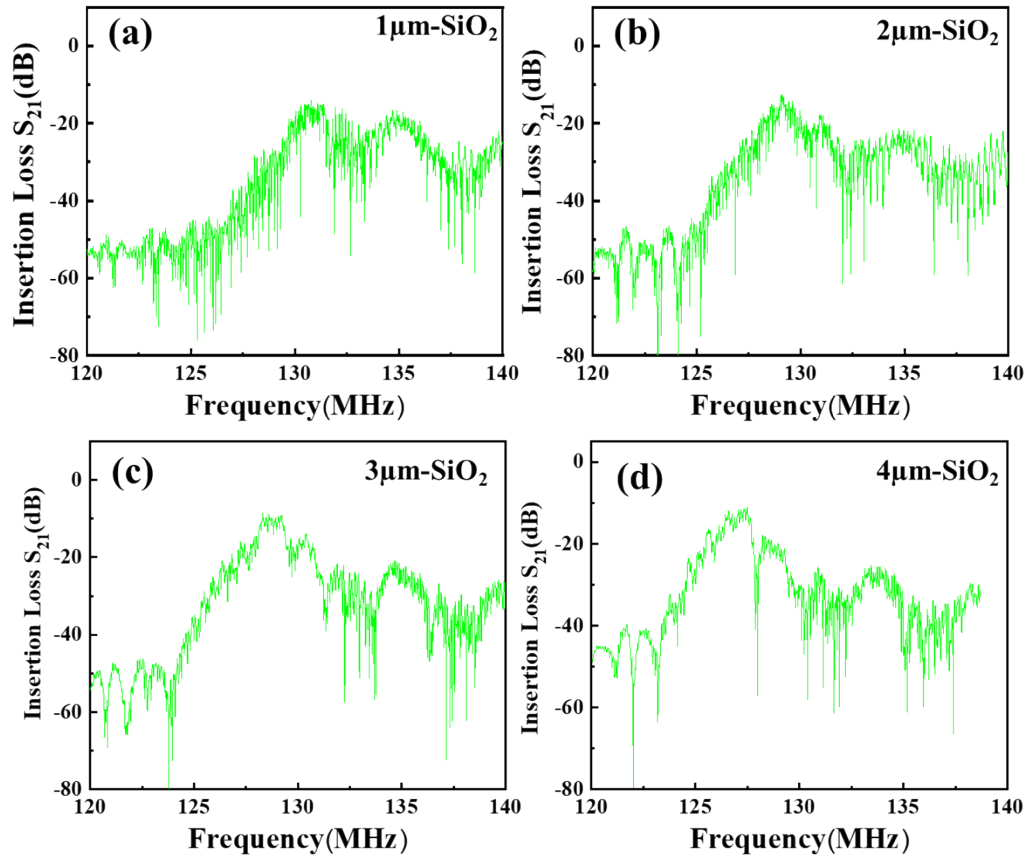 (a)
1µm-SiO₂
0
-20
-40
-60
-80
Insertion Loss S₂₁(dB)
120 125 130 135 140
Frequency(MHz)
(b)
2µm-SiO₂
0
-20
-40
-60
-80
Insertion Loss S₂₁(dB)
120 125 130 135 140
Frequency(MHz)
(c)
3µm-SiO₂
0
-20
-40
-60
-80
Insertion Loss S₂₁(dB)
120 125 130 135 140
Frequency(MHz)
(d)
4µm-SiO₂
0
-20
-40
-60
-80
Insertion Loss S₂₁(dB)
120 125 130 135 140
Frequency(MHz)